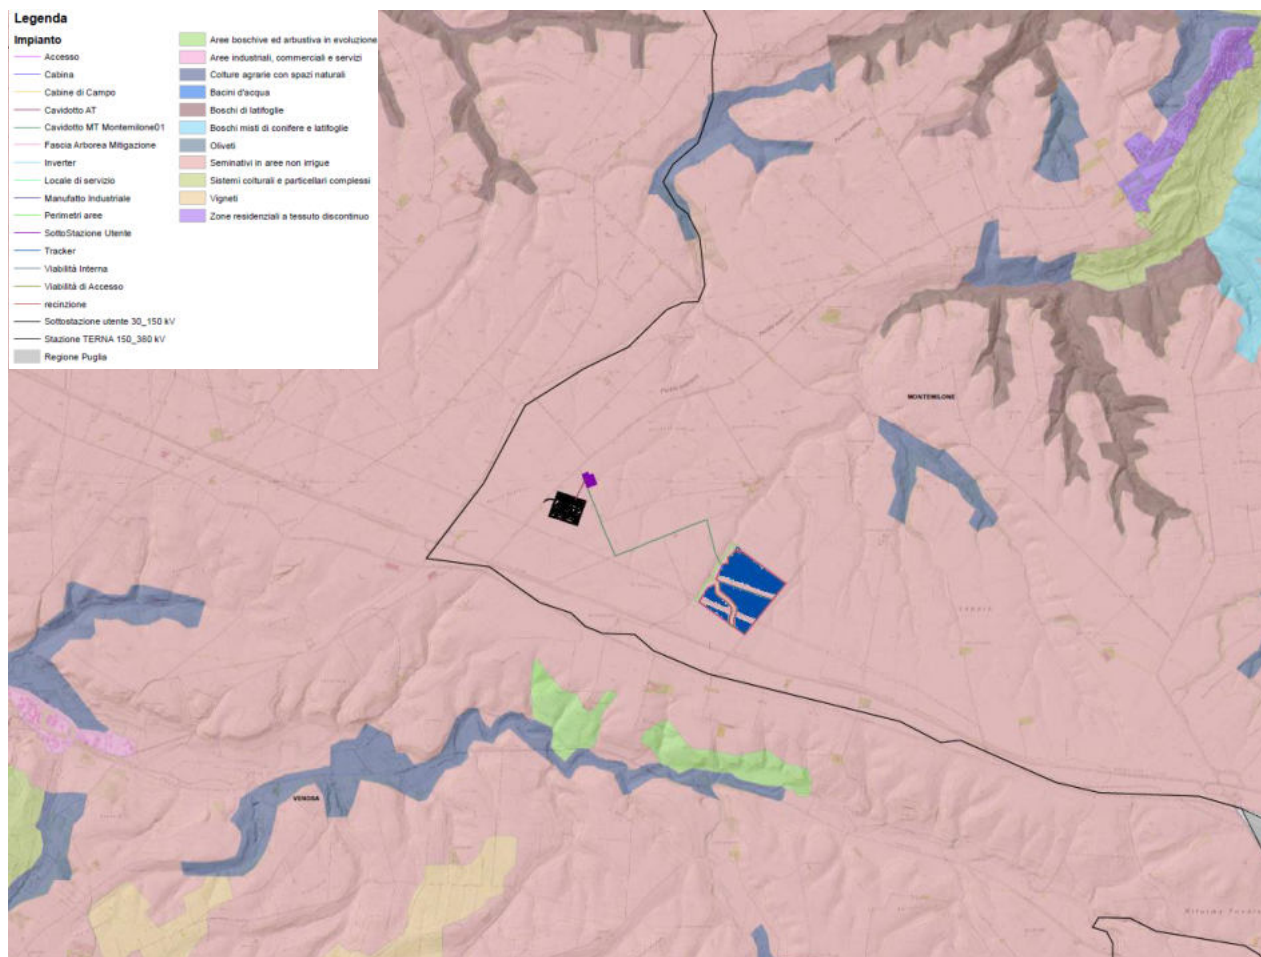 Legenda
Impianto
Accesso
Cabina
Cabine di Campo
Cavidotto AT
Cavidotto MT Montemilone01
Fascia Arborea Mitigazione
Inverter
Locale di servizio
Manufatto Industriale
Perimetri aree
SottoStazione Utente
Tracker
Viabilità Interna
Viabilità di Accesso
recinzione
Sottostazione utente 30_150 kV
Stazione TERNA 150_380 kV
Regione Puglia
Aree boschive ed arbustiva in evoluzione
Aree industriali, commerciali e servizi
Colture agrarie con spazi naturali
Bacini d'acqua
Boschi di latifoglie
Boschi misti di conifere e latifoglie
Oliveti
Seminativi in aree non irrigue
Sistemi colturali e particellari complessi
Vigneti
Zone residenziali a tessuto discontinuo
MONTEMILONE
VENOSA